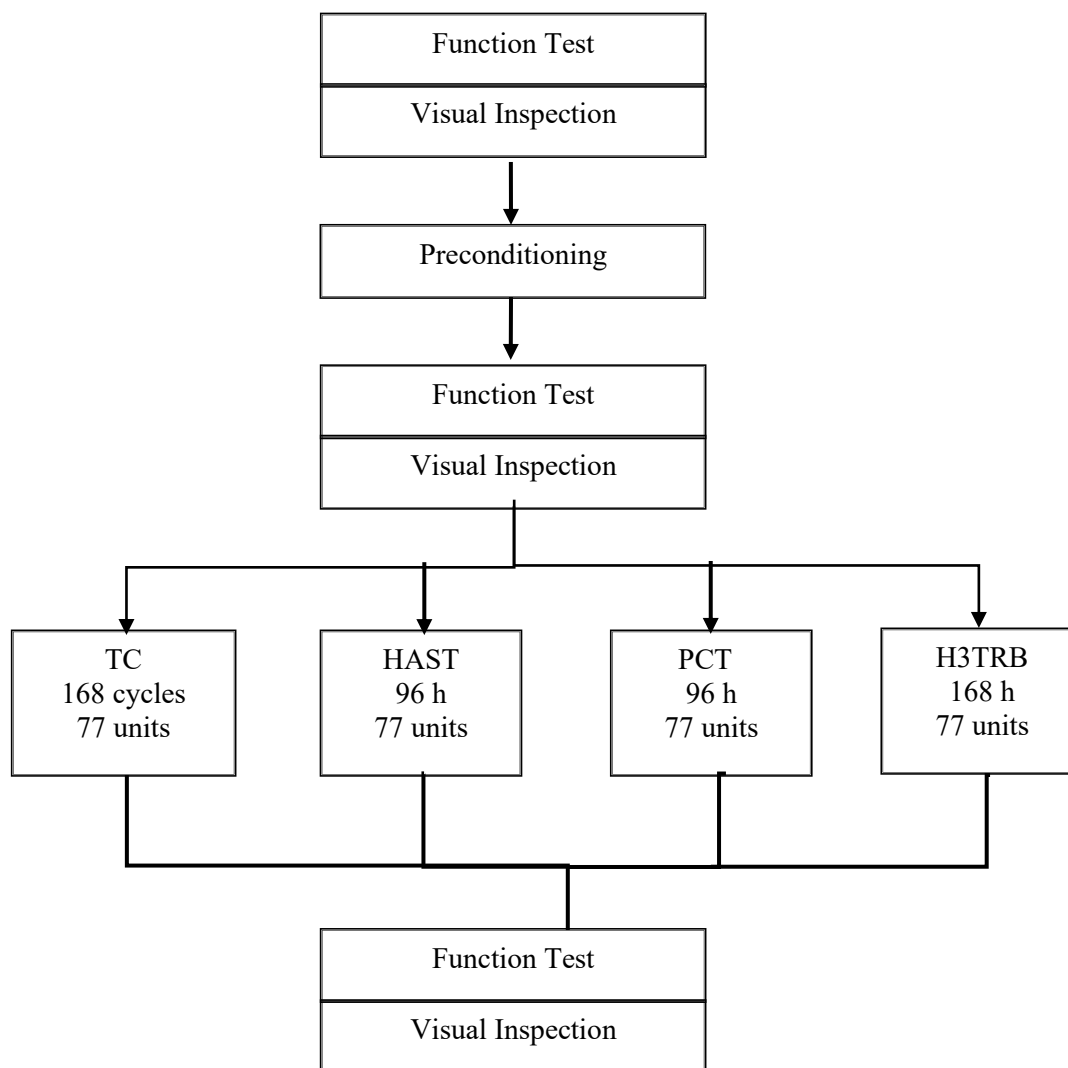 Function Test
Visual Inspection
Preconditioning
Function Test
Visual Inspection
TC
168 cycles
77 units
HAST
96 h
77 units
PCT
96 h
77 units
H3TRB
168 h
77 units
Function Test
Visual Inspection